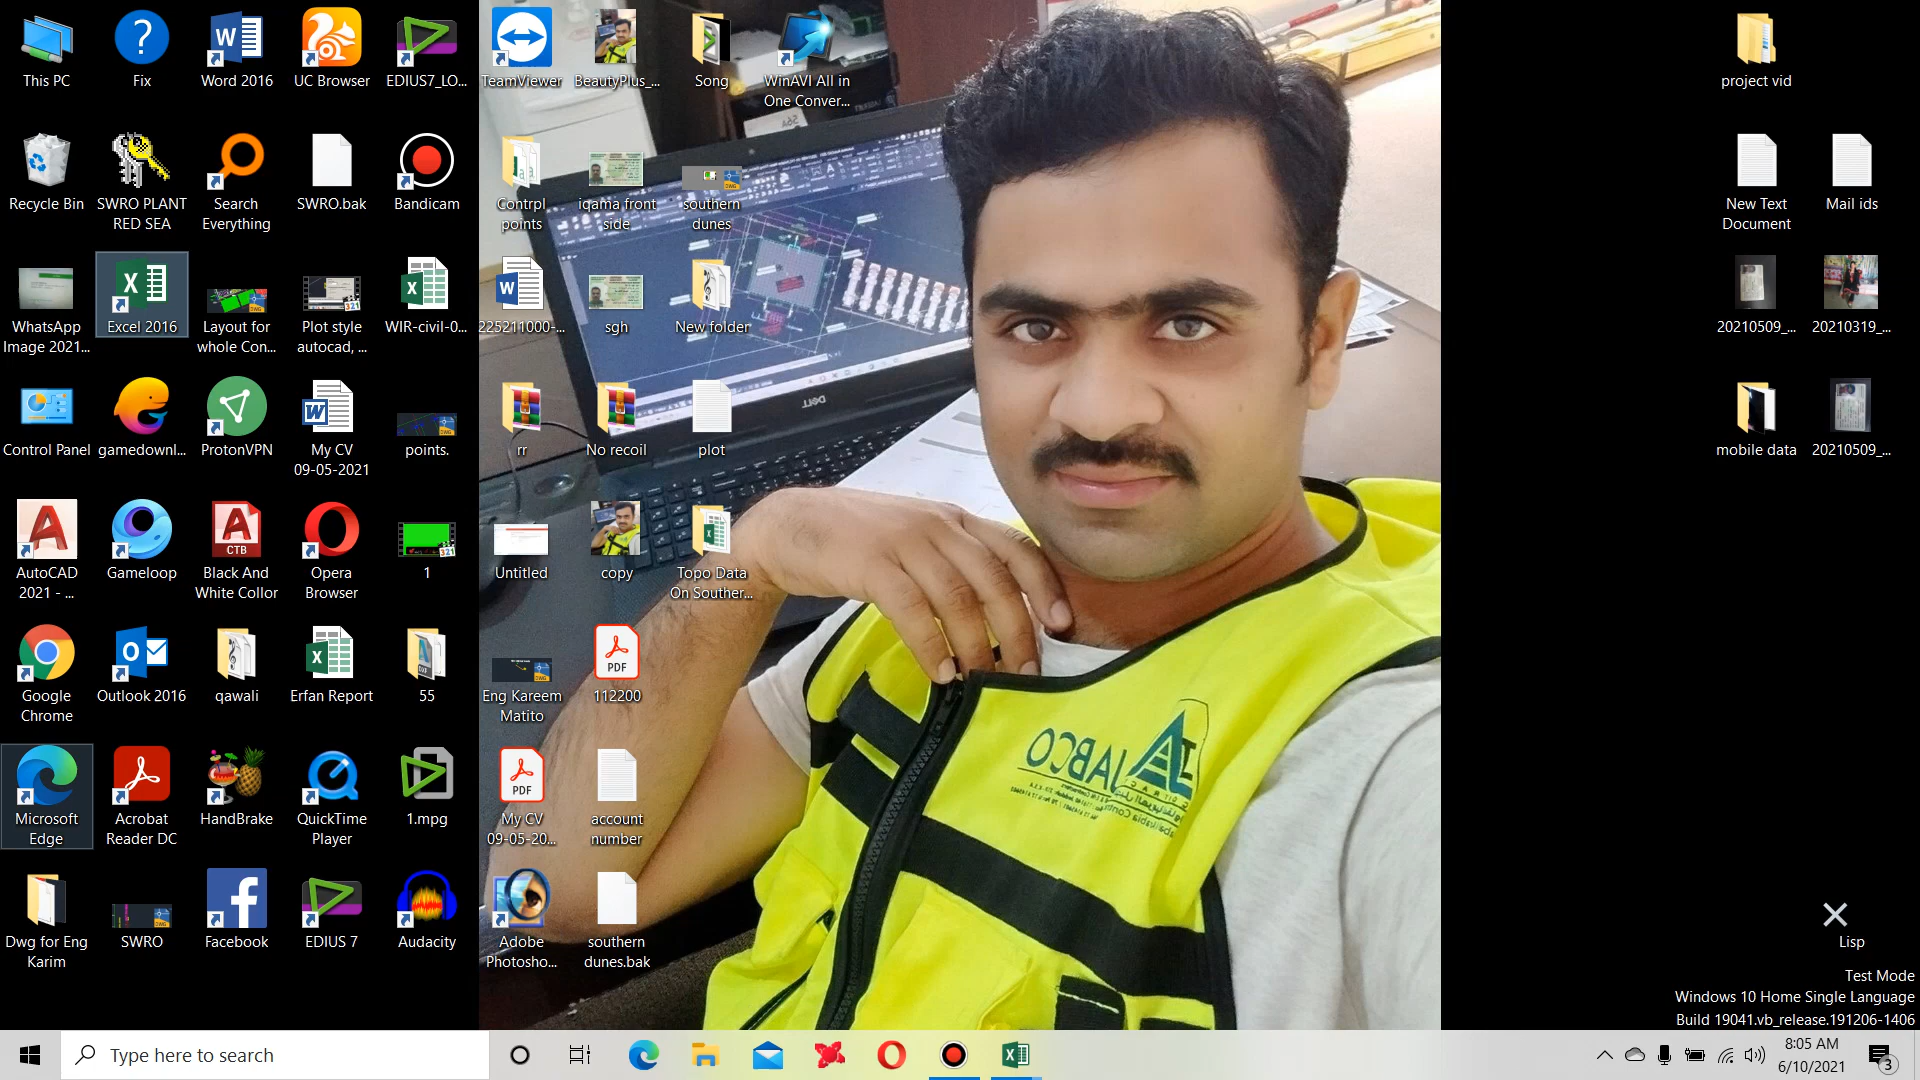 This PC
Fix
Word 2016
UC Browser
EDIUS7_LO...
TeamViewer
BeautyPlus_...
Song
WinAVI All in
One Conver...
project vid
Recycle Bin
SWRO PLANT
RED SEA
Search
Everything
SWRO.bak
Bandicam
Contrpl
points
iqama front
side
southern
dunes
New Text
Document
Mail ids
WhatsApp
Image 2021...
Excel 2016
Layout for
whole Con...
Plot style
autocad, ...
WIR-civil-0...
225211000-...
sgh
New folder
20210509_...
20210319_...
Control Panel
gamedownl...
ProtonVPN
My CV
09-05-2021
points.
rr
No recoil
plot
mobile data
20210509_...
DELL
AutoCAD
2021 - ...
Gameloop
CTB
Black And
White Collor
Opera
Browser
1
Untitled
copy
Topo Data
On Souther...
Google
Chrome
Outlook 2016
qawali
Erfan Report
55
Eng Kareem
Matito
PDF
112200
JABCO
Microsoft
Edge
Acrobat
Reader DC
HandBrake
QuickTime
Player
1.mpg
PDF
My CV
09-05-20...
account
number
Dwg for Eng
Karim
SWRO
Facebook
EDIUS 7
Audacity
Adobe
Photosho...
southern
dunes.bak
Lisp
Test Mode
Windows 10 Home Single Language
Build 19041.vb_release.191206-1406
Type here to search
8:05 AM
6/10/2021
3